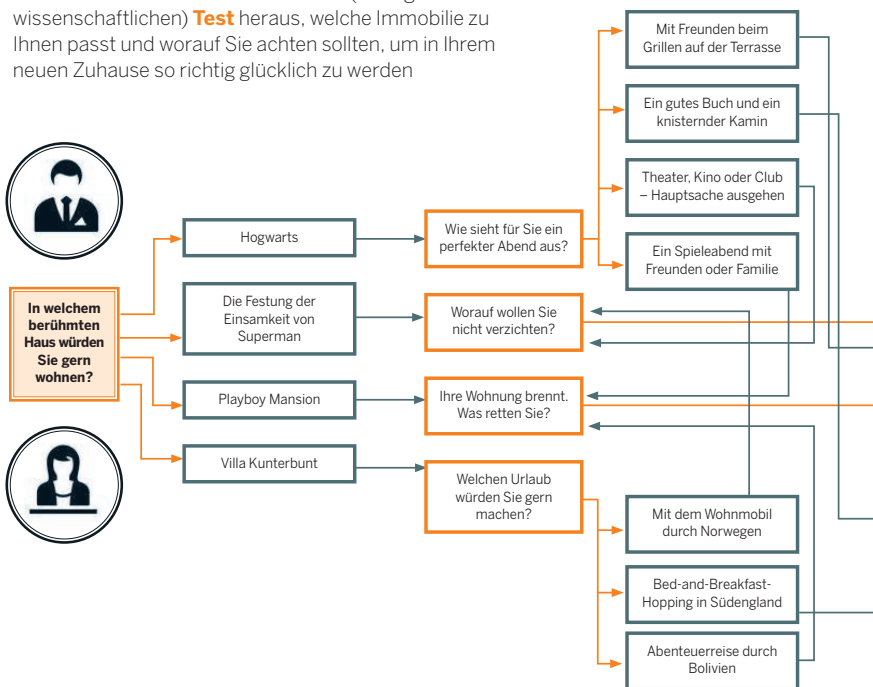 wissenschaftlichen) Test heraus, welche Immobilie zu
Ihnen passt und worauf Sie achten sollten, um in Ihrem
neuen Zuhause so richtig glücklich zu werden
In welchem
berühmten
Haus würden
Sie gern
wohnen?
Hogwarts
Die Festung der
Einsamkeit von
Superman
Playboy Mansion
Villa Kunterbunt
Wie sieht für Sie ein
perfekter Abend aus?
Worauf wollen Sie
nicht verzichten?
Ihre Wohnung brennt.
Was retten Sie?
Welchen Urlaub
würden Sie gern
machen?
Mit Freunden beim
Grillen auf der Terrasse
Ein gutes Buch und ein
knisternder Kamin
Theater, Kino oder Club
– Hauptsache ausgehen
Ein Spieleabend mit
Freunden oder Familie
Mit dem Wohnmobil
durch Norwegen
Bed-and-Breakfast-
Hopping in Südengland
Abenteuerreise durch
Bolivien